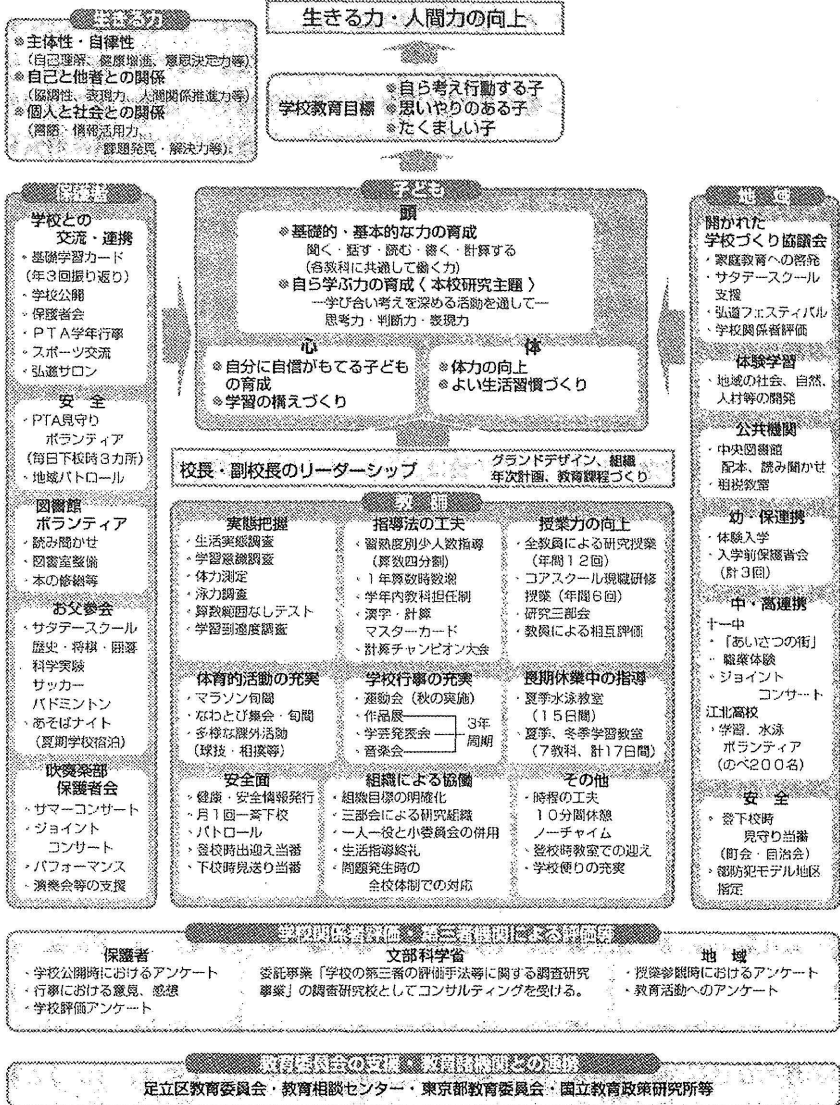 生きる力
主体性・自律性
(自己理解、健康増進、意思決定力等)
自己と他者との関係
(協調性、表現力、人間関係推進力等)
個人と社会との関係
(言語・情報活用力、
課題発見・解決力等)
生きる力・人間力の向上
学校教育目標
自ら考え行動する子
思いやりのある子
たくましい子
保護者
学校との
交流・連携
・基礎学習カード
(年3回振り返り)
・学校公開
・保護者会
・PTA学年行事
・スポーツ交流
・弘道サロン
安全
・PTA見守り
ボランティア
(毎日下校時3カ所)
・地域パトロール
図書館
ボランティア
・読み聞かせ
・図書室整備
・本の修繕等
お父参会
・サタデースクール
歴史・将棋・囲碁
科学実験
サッカー
バドミントン
・あそばナイト
(夏期学校宿泊)
吹奏楽部
保護者会
・サマーコンサート
・ジョイント
コンサート
・パフォーマンス
・演奏会等の支援
子ども
頭
基礎的、基本的な力の育成
聞く・話す・読む・書く・計算する
(各教科に共通して働く力)
自ら学ぶ力の育成〈本校研究主題〉
―学び合い考えを深める活動を通して―
思考力・判断力・表現力
心
自分に自信がもてる子ども
の育成
学習の構えづくり
体
体力の向上
よい生活習慣づくり
校長・副校長のリーダーシップ
グランドデザイン、組織
年次計画、教育課程づくり
教師
実態把握
・生活実態調査
・学習意識調査
・体力測定
・泳力調査
・算数範囲なしテスト
・学習到達度調査
指導法の工夫
・習熟度別少人数指導
(算数四分割)
・1年算数時数増
・学年内教科担任制
・漢字・計算
マスターカード
・計算チャンピオン大会
授業力の向上
・全教員による研究授業
(年間12回)
・コアスクール現職研修
授業(年間6回)
・研究三部会
・教員による相互評価
体育的活動の充実
・マラソン旬間
・なわとび集会・旬間
・多様な課外活動
(球技・相撲等)
学校行事の充実
・運動会(秋の実施)
・作品展
・学芸発表会
・音楽会
3年
周期
長期休業中の指導
・夏季水泳教室
(15日間)
・夏季、冬季学習教室
(7教科、計17日間)
安全面
・健康・安全情報発行
・月1回一斉下校
・パトロール
・登校時出迎え当番
・下校時見送り当番
組織による協働
・組織目標の明確化
・三部会による研究組織
・一人一役と小委員会の併用
・生活指導終礼
・問題発生時の
全校体制での対応
その他
・時程の工夫
10分間休憩
ノーチャイム
・登校時教室での迎え
・学校便りの充実
地域
開かれた
学校づくり協議会
・家庭教育への啓発
・サタデースクール
支援
・弘道フェスティバル
・学校関係者評価
体験学習
・地域の社会、自然、
人材等の開発
公共機関
・中央図書館
配本、読み聞かせ
・租税教室
幼・保連携
・体験入学
・入学前保護者会
(計3回)
中・高連携
十一中
・「あいさつの街」
・職業体験
・ジョイント
コンサート
江北高校
・学習、水泳
ボランティア
(のべ200名)
安全
・登下校時
見守り当番
(町会・自治会)
・都防犯モデル地区
指定
学校関係者評価・第三者機関による評価等
保護者
・学校公開時におけるアンケート
・行事における意見、感想
・学校評価アンケート
文部科学省
委託事業「学校の第三者の評価手法等に関する調査研究
事業」の調査研究校としてコンサルティングを受ける。
地域
・授業参観時におけるアンケート
・教育活動へのアンケート
教育委員会の支援・教育諸機関との連携
足立区教育委員会・教育相談センター・東京都教育委員会・国立教育政策研究所等